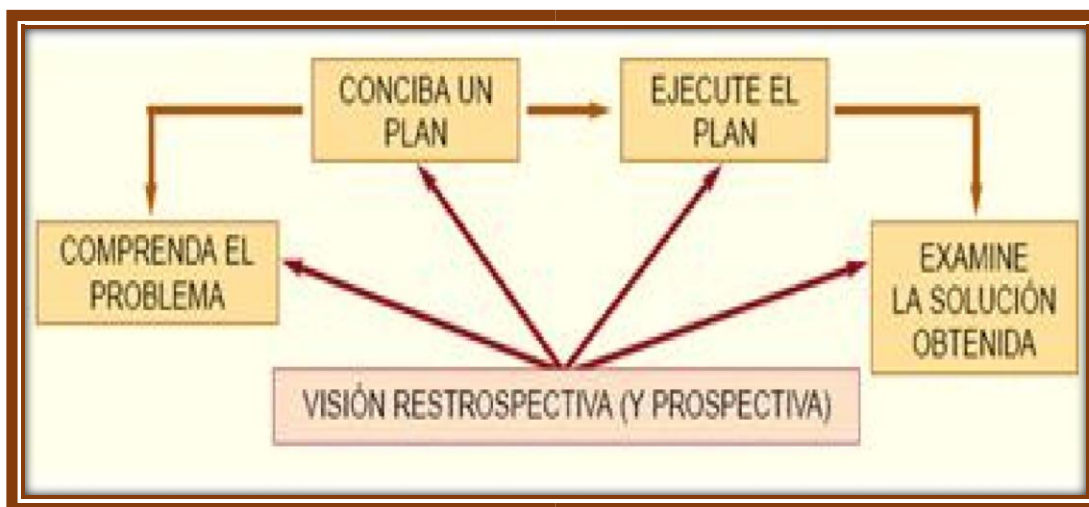 CONCIBA UN
PLAN
EJECUTE EL
PLAN
COMPRENDA EL
PROBLEMA
EXAMINE
LA SOLUCIÓN
OBTENIDA
VISIÓN RESTROSPECTIVA (Y PROSPECTIVA)